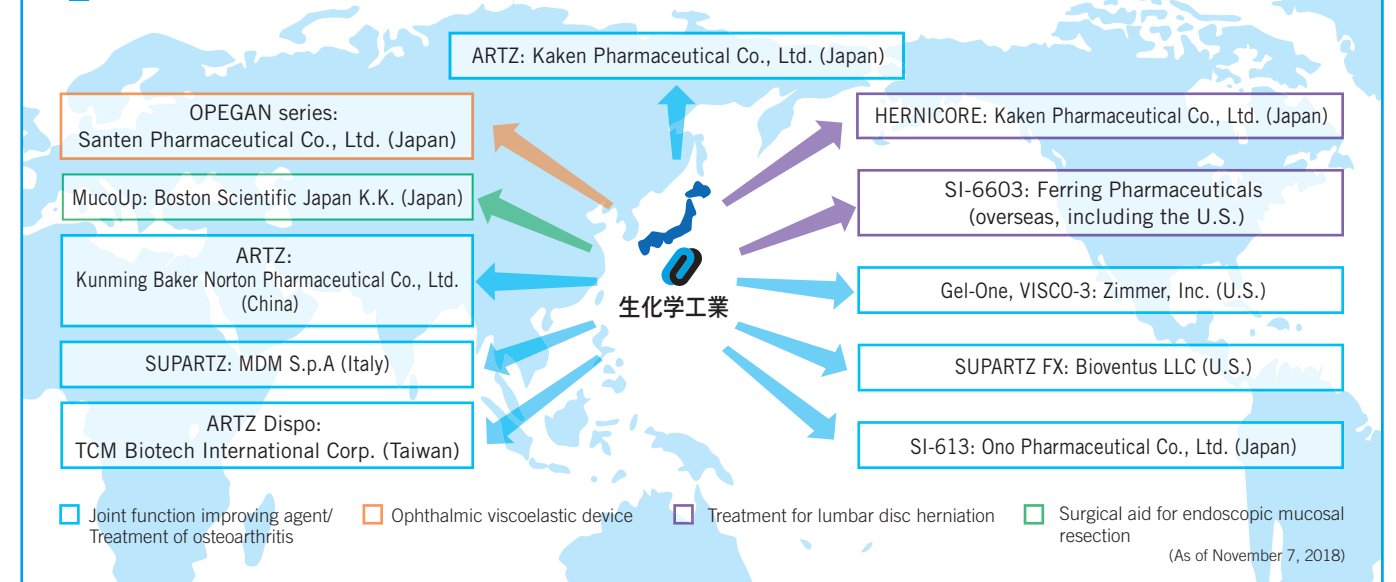 ARTZ: Kaken Pharmaceutical Co., Ltd. (Japan)
OPEGAN series:
Santen Pharmaceutical Co., Ltd. (Japan)
MucoUp: Boston Scientific Japan K.K. (Japan)
ARTZ:
Kunming Baker Norton Pharmaceutical Co., Ltd.
(China)
SUPARTZ: MDM S.p.A (Italy)
ARTZ Dispo:
TCM Biotech International Corp. (Taiwan)
生化学工業
HERNICORE: Kaken Pharmaceutical Co., Ltd. (Japan)
SI-6603: Ferring Pharmaceuticals
(overseas, including the U.S.)
Gel-One, VISCO-3: Zimmer, Inc. (U.S.)
SUPARTZ FX: Bioventus LLC (U.S.)
SI-613: Ono Pharmaceutical Co., Ltd. (Japan)
Joint function improving agent/
Treatment of osteoarthritis
Ophthalmic viscoelastic device
Treatment for lumbar disc herniation
Surgical aid for endoscopic mucosal
resection
(As of November 7, 2018)